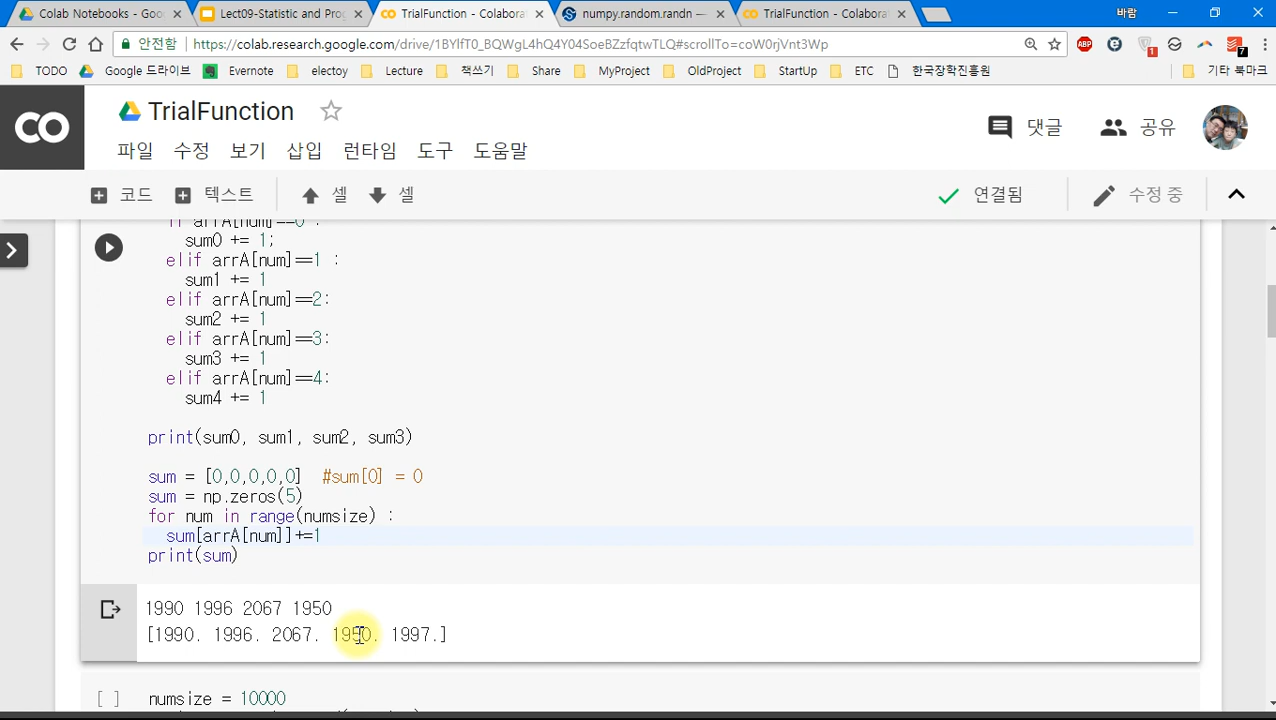 Colab Notebooks - Goo
Lect09-Statistic and Prog
TrialFunction - Colabora
numpy.random.randn —
TrialFunction - Colabora
바람
안전함
https://colab.research.google.com/drive/1BYlfT0_BQWgL4hQ4Y04SoeBZzfqtwTLQ#scrollTo=coW0rjVnt3Wp
ABP
1
7
TODO
Google 드라이브
Evernote
electoy
Lecture
책쓰기
Share
MyProject
OldProject
StartUp
ETC
한국장학진흥원
기타 북마크
CO
TrialFunction
댓글
공유
파일 수정 보기 삽입 런타임 도구 도움말
코드
텍스트
셀
셀
연결됨
수정 중
if arrA[num]==0 :
sum0 += 1;
elif arrA[num]==1 :
sum1 += 1
elif arrA[num]==2:
sum2 += 1
elif arrA[num]==3:
sum3 += 1
elif arrA[num]==4:
sum4 += 1
print(sum0, sum1, sum2, sum3)
sum = [0,0,0,0,0] #sum[0] = 0
sum = np.zeros(5)
for num in range(numsize) :
sum[arrA[num]]+=1
print(sum)
1990 1996 2067 1950
[1990. 1996. 2067. 1950. 1997.]
[ ]
numsize = 10000